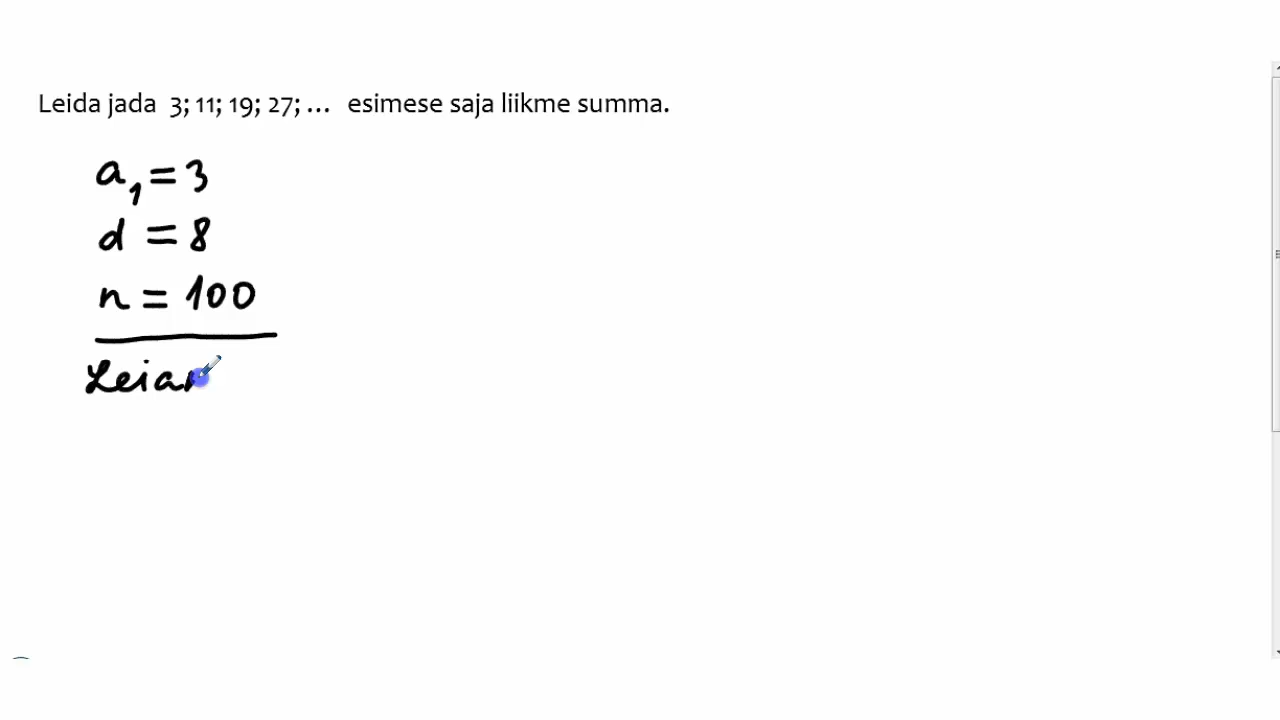 Leida jada 3; 11; 19; 27; … esimese saja liikme summa.
a₁ = 3
d = 8
n = 100